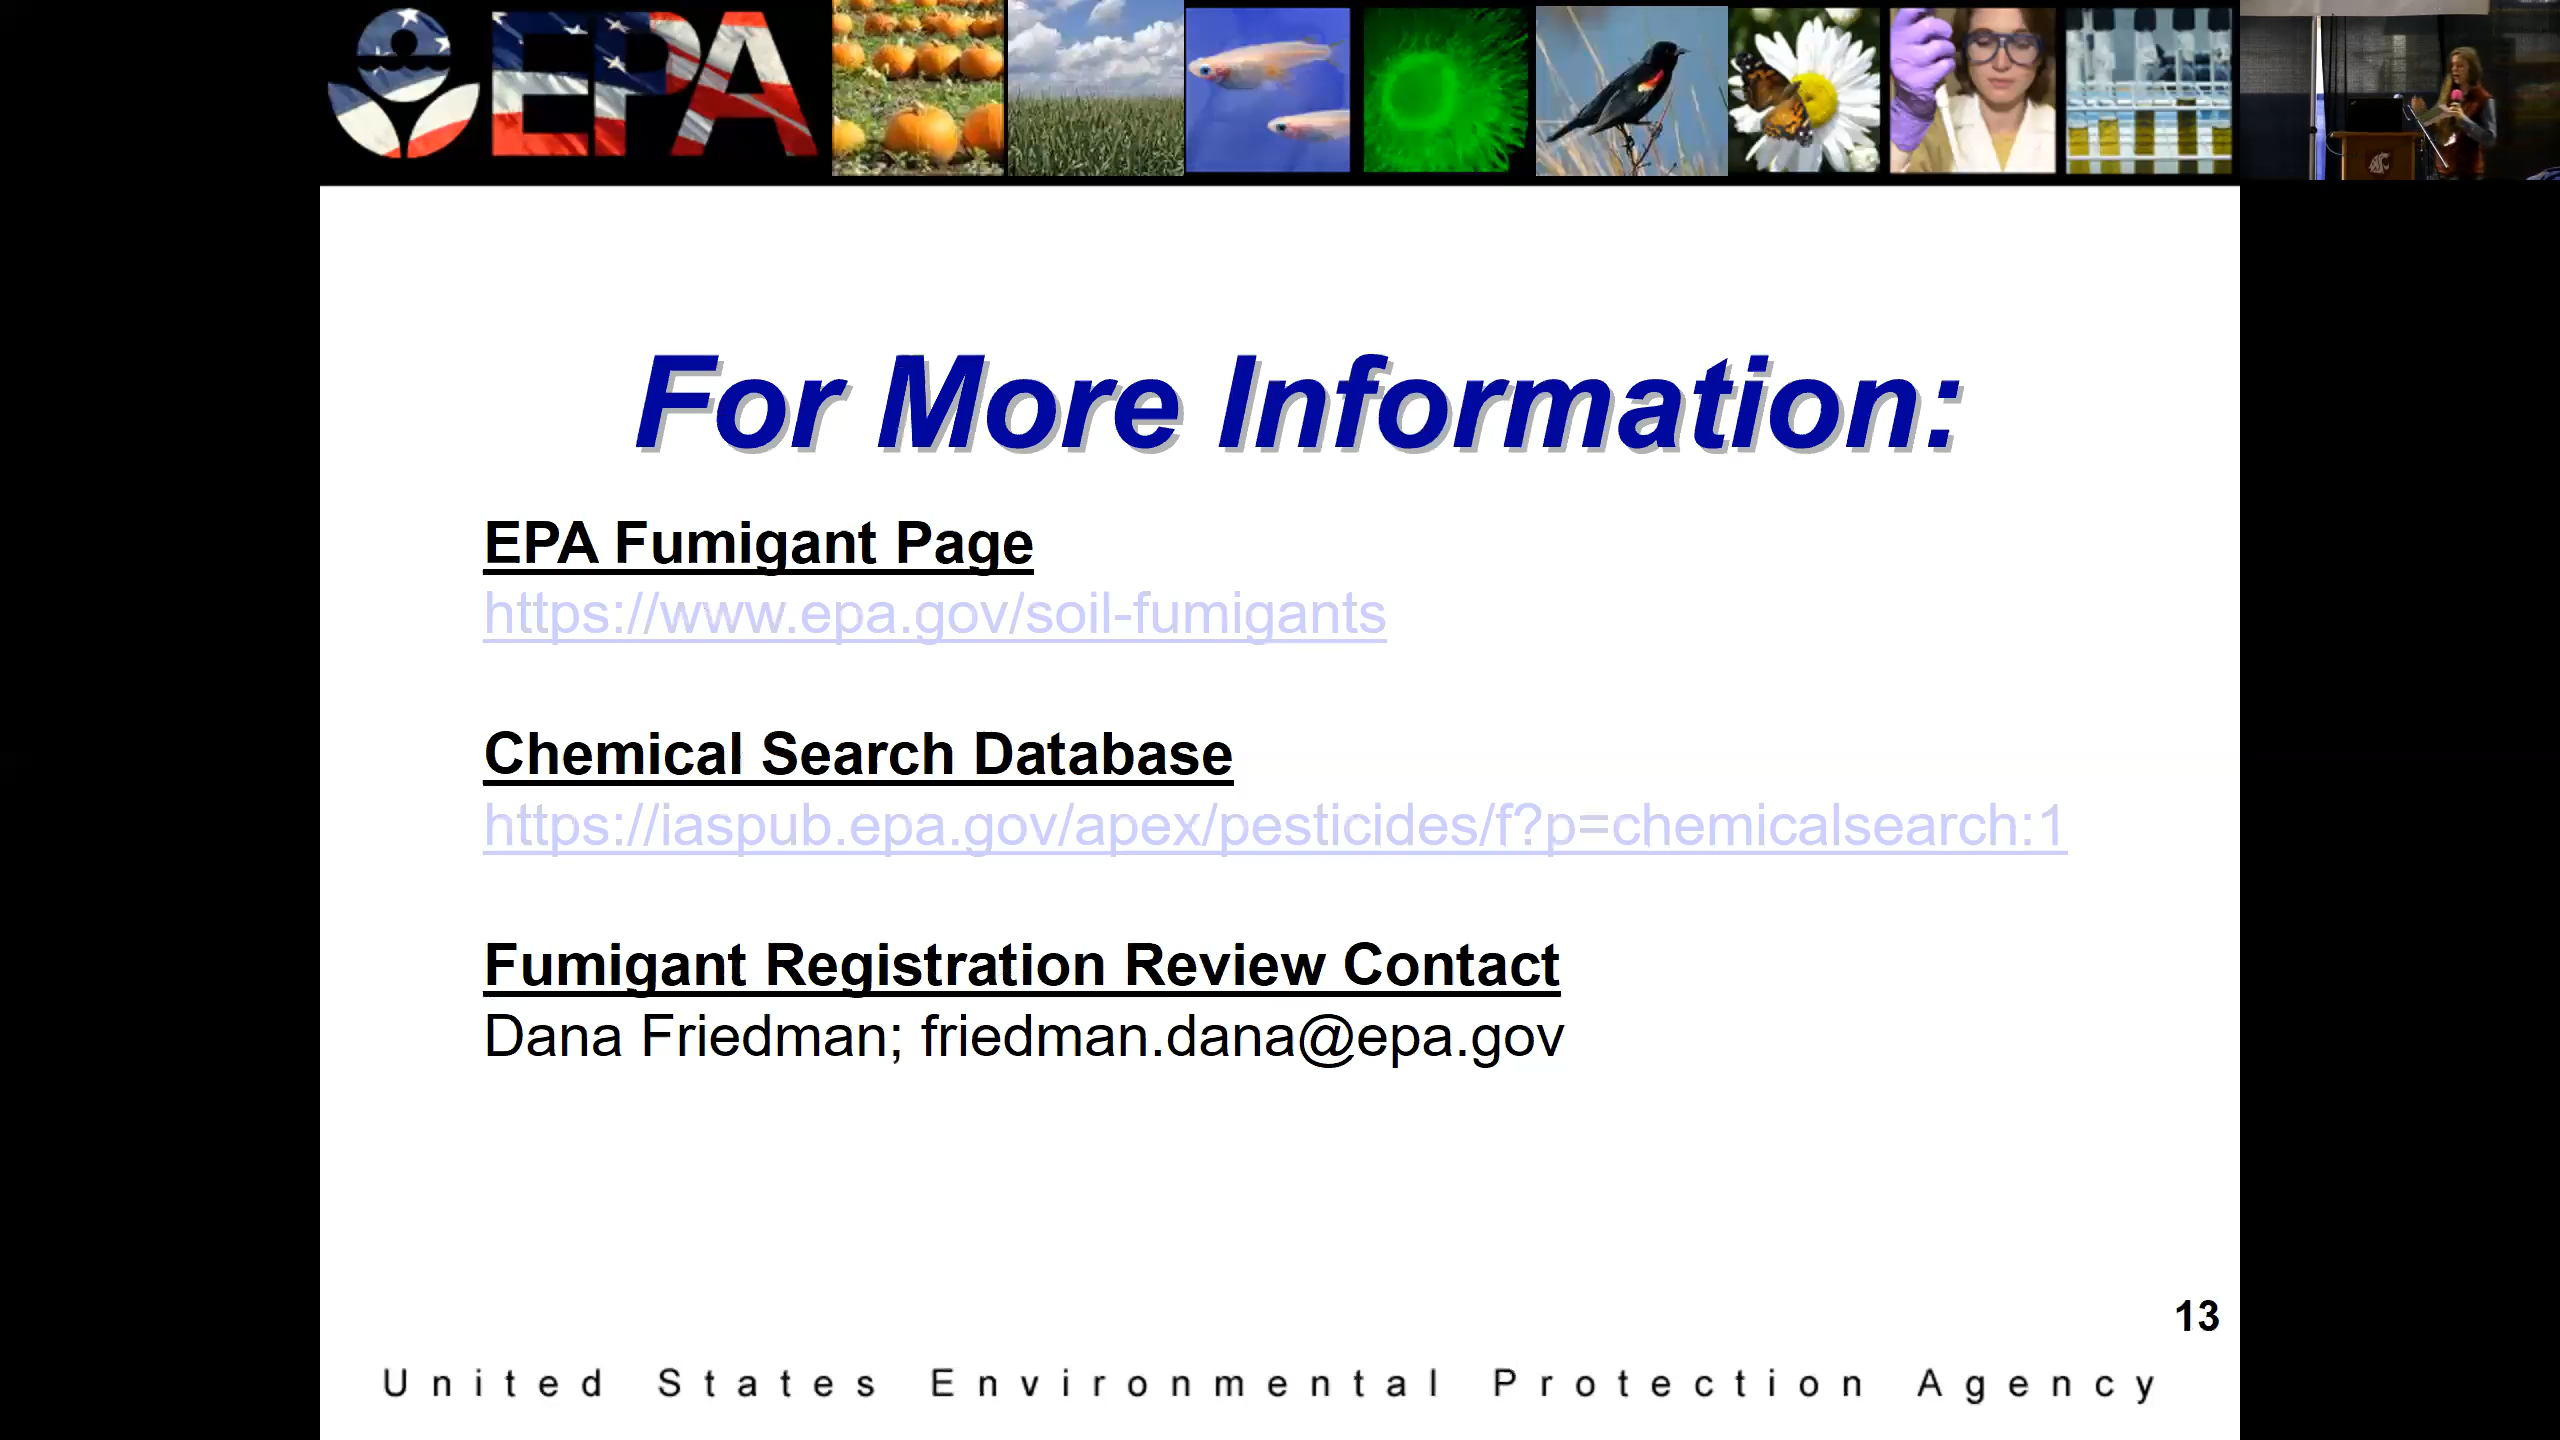 EPA
For More Information:
EPA Fumigant Page
https://www.epa.gov/soil-fumigants
Chemical Search Database
https://iaspub.epa.gov/apex/pesticides/f?p=chemicalsearch:1
Fumigant Registration Review Contact
Dana Friedman; friedman.dana@epa.gov
13
United States Environmental Protection Agency